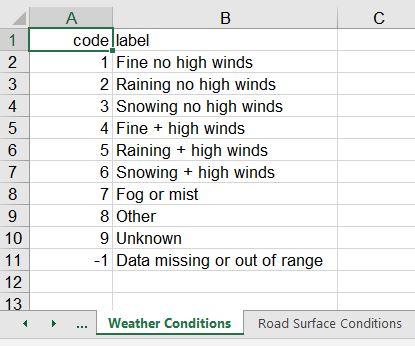 A B C
1 code label
2 1 Fine no high winds
3 2 Raining no high winds
4 3 Snowing no high winds
5 4 Fine + high winds
6 5 Raining + high winds
7 6 Snowing + high winds
8 7 Fog or mist
9 8 Other
10 9 Unknown
11 -1 Data missing or out of range
12
13
... Weather Conditions Road Surface Conditions